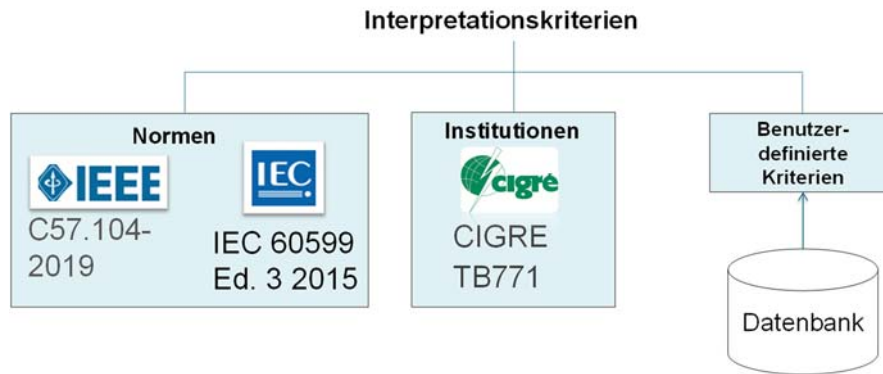 Interpretationskriterien
Normen
IEEE
C57.104-
2019
IEC
IEC 60599
Ed. 3 2015
Institutionen
cigré
CIGRE
TB771
Benutzer-
definierte
Kriterien
Datenbank